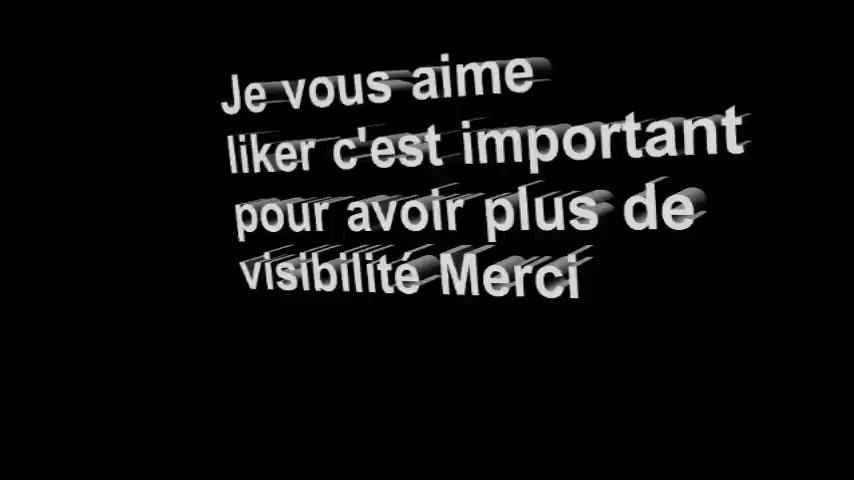 Je vous aime
liker c'est important
pour avoir plus de
visibilité Merci